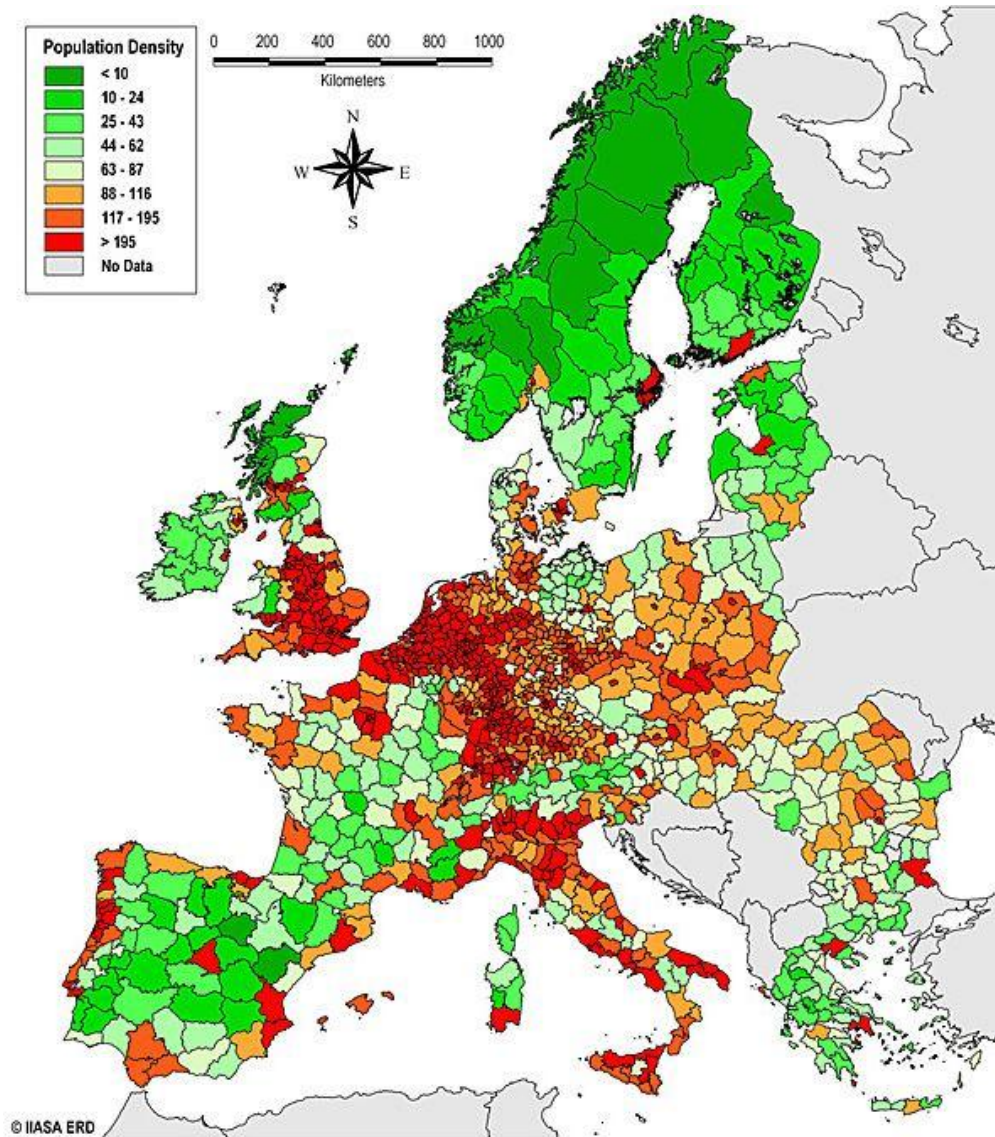 Population Density
< 10
10 - 24
25 - 43
44 - 62
63 - 87
88 - 116
117 - 195
> 195
No Data
0 200 400 600 800 1000
Kilometers
N
W E
S
© IIASA ERD